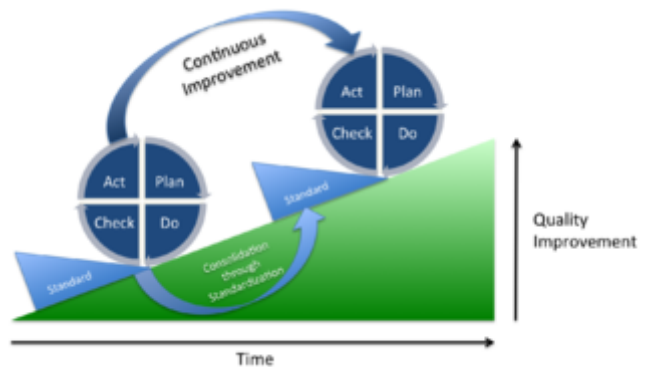 Continuous
Improvement
Act Plan
Check Do
Act Plan
Check Do
Standard
Standard
Consolidation
through
Standardization
Quality
Improvement
Time